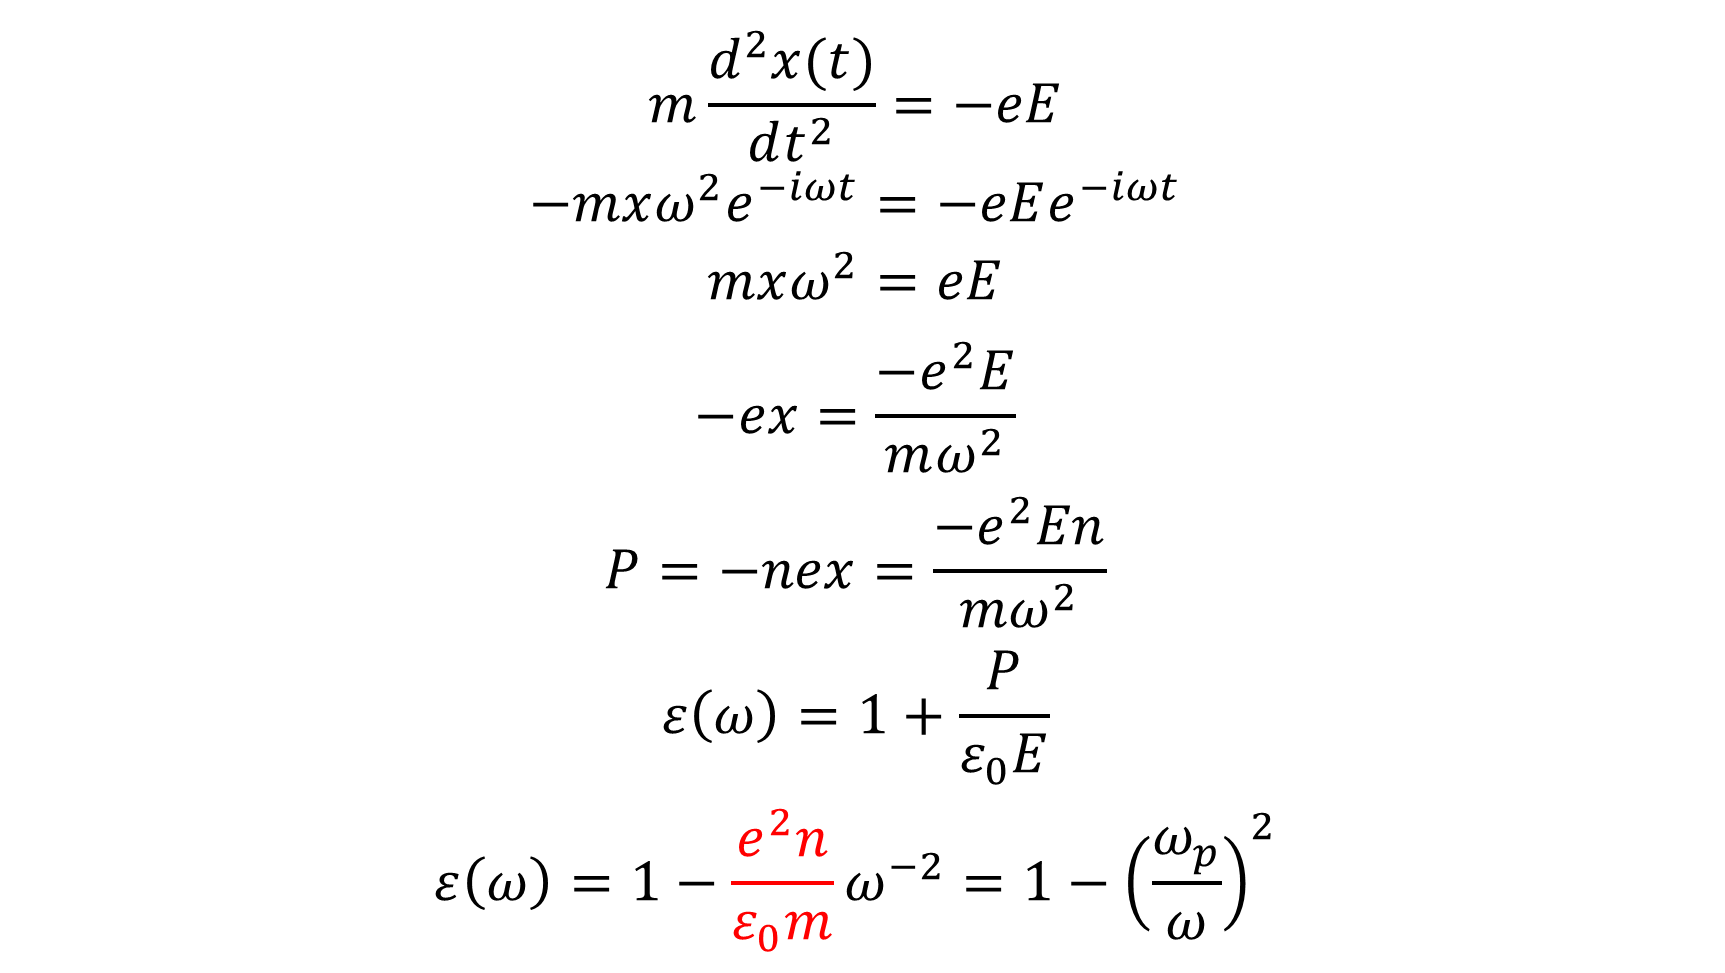 m d²x(t)/dt² = −eE
−mxω²e^(−iωt) = −eEe^(−iωt)
mxω² = eE
−ex = −e²E/mω²
P = −nex = −e²En/mω²
ε(ω) = 1 + P/ε₀E
ε(ω) = 1 − e²n/ε₀m ω⁻² = 1 − (ωₚ/ω)²